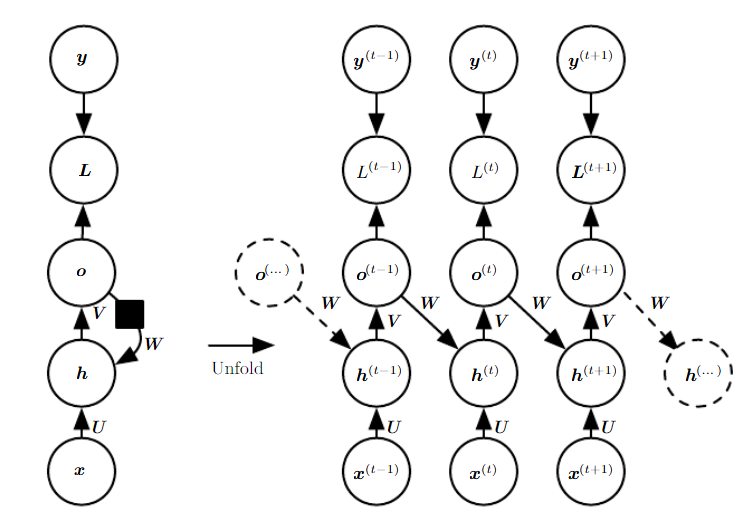 y y^(t−1) y^(t) y^(t+1)
L L^(t−1) L^(t) L^(t+1)
o o^(...) o^(t−1) o^(t) o^(t+1)
W W W W
V V V V
W
h Unfold h^(t−1) h^(t) h^(t+1) h^(...)
U U U U
x x^(t−1) x^(t) x^(t+1)